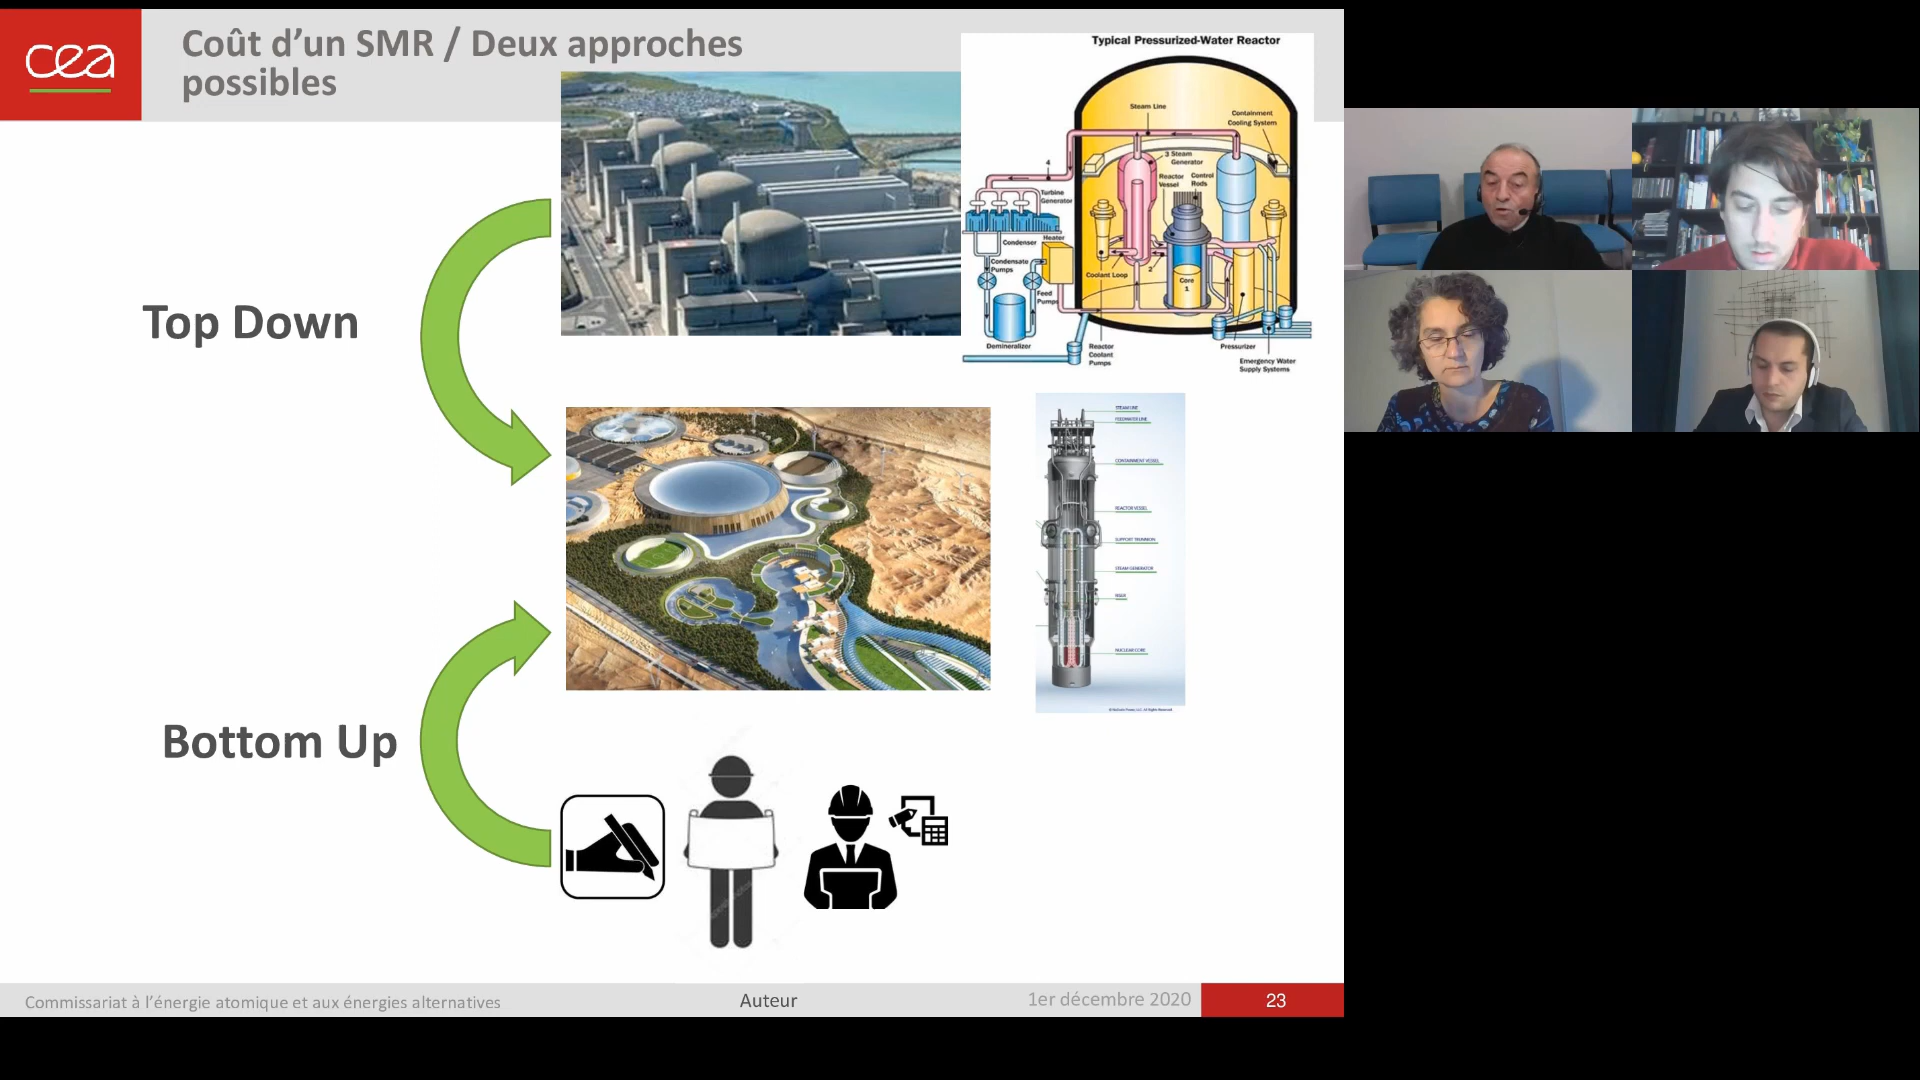 cea
Coût d’un SMR / Deux approches
possibles
Typical Pressurized-Water Reactor
Steam Line
Containment
Cooling System
3 Steam
Generator
4
Reactor
Vessel
Control
Rods
Turbine
Generator
Heater
Condenser
Condensate
Pumps
Coolant Loop
2
Core
1
Feed
Pumps
Demineralizer
Reactor
Coolant
Pumps
Pressurizer
Emergency Water
Supply Systems
Top Down
STEAM LINE
FEEDWATER LINE
CONTAINMENT VESSEL
REACTOR VESSEL
SUPPORT TRUNNION
STEAM GENERATOR
RISER
NUCLEAR CORE
Bottom Up
Commissariat à l’énergie atomique et aux énergies alternatives
Auteur
1er décembre 2020
23